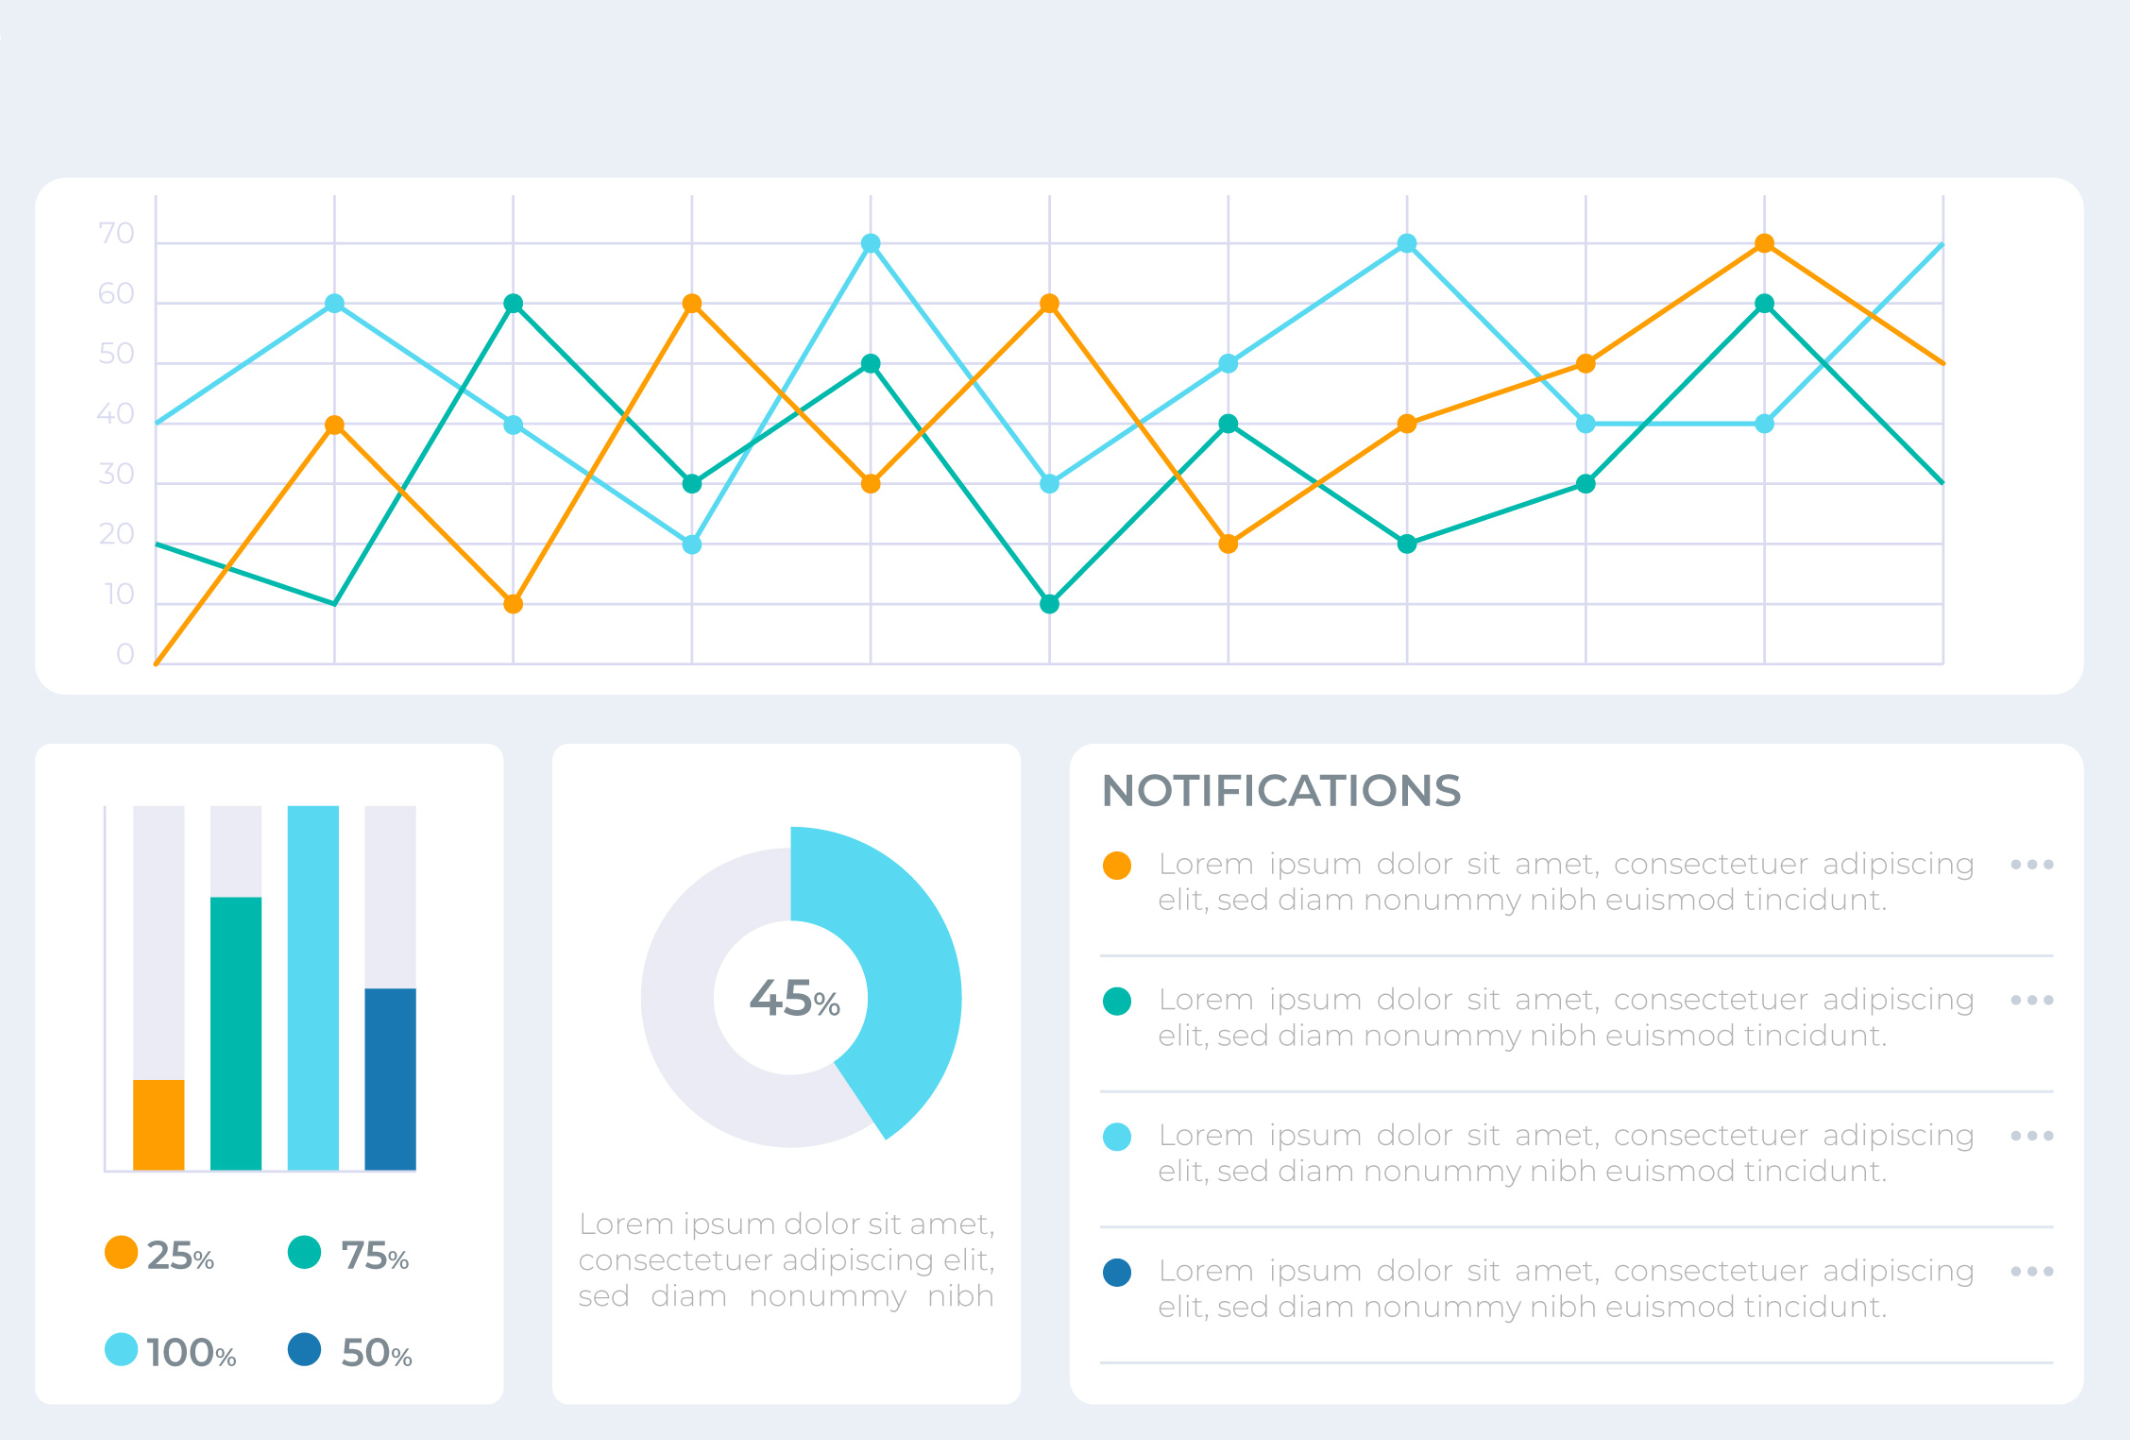 70
60
50
40
30
20
10
0
25%
75%
100%
50%
45%
Lorem ipsum dolor sit amet,
consectetuer adipiscing elit,
sed diam nonummy nibh
NOTIFICATIONS
Lorem ipsum dolor sit amet, consectetuer adipiscing
elit, sed diam nonummy nibh euismod tincidunt.
Lorem ipsum dolor sit amet, consectetuer adipiscing
elit, sed diam nonummy nibh euismod tincidunt.
Lorem ipsum dolor sit amet, consectetuer adipiscing
elit, sed diam nonummy nibh euismod tincidunt.
Lorem ipsum dolor sit amet, consectetuer adipiscing
elit, sed diam nonummy nibh euismod tincidunt.